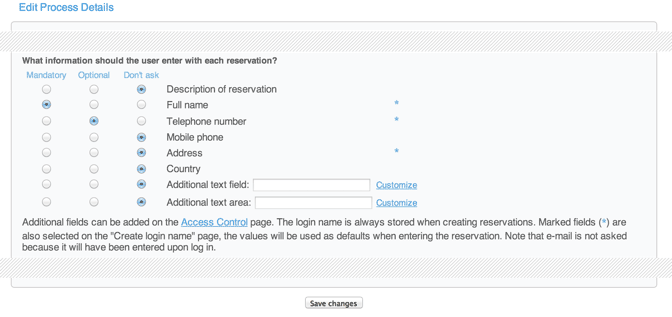 Edit Process Details
What information should the user enter with each reservation?
Mandatory Optional Don't ask
Description of reservation
Full name *
Telephone number *
Mobile phone
Address *
Country
Additional text field: Customize
Additional text area: Customize
Additional fields can be added on the Access Control page. The login name is always stored when creating reservations. Marked fields (*) are
also selected on the "Create login name" page, the values will be used as defaults when entering the reservation. Note that e-mail is not asked
because it will have been entered upon log in.
Save changes